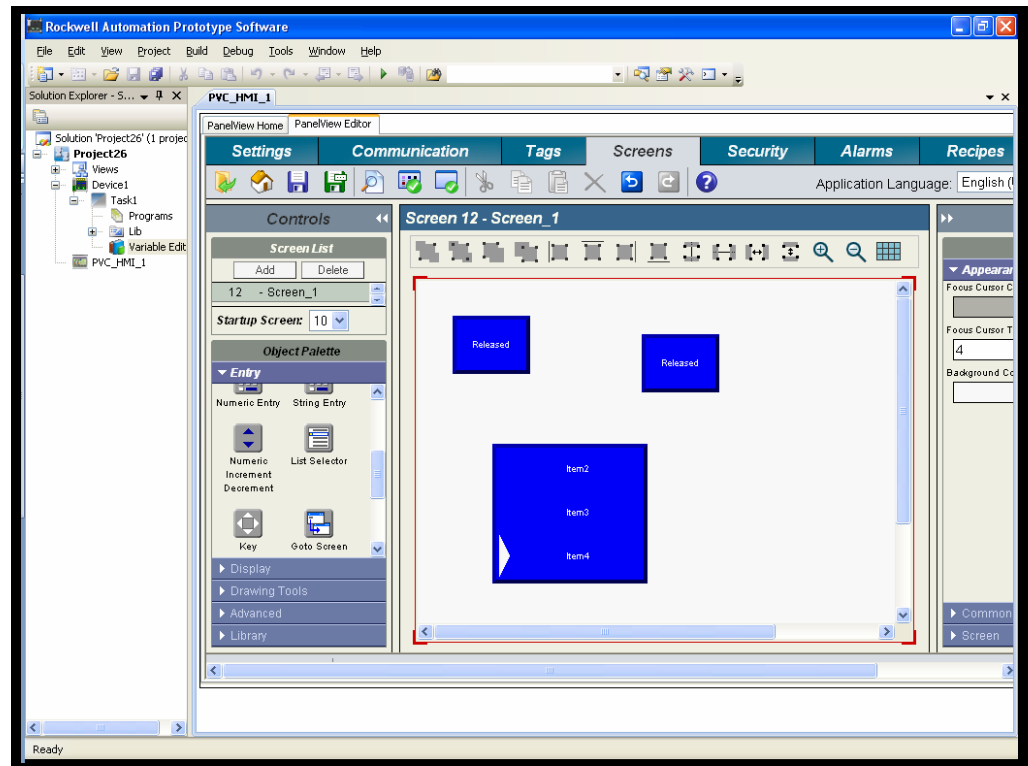 Rockwell Automation Prototype Software
File Edit View Project Build Debug Tools Window Help
Solution Explorer - S...
PVC_HMI_1
Solution 'Project26' (1 projec
Project26
Views
Device1
Task1
Programs
Lib
Variable Edit
PVC_HMI_1
PanelView Home PanelView Editor
Settings Communication Tags Screens Security Alarms Recipes
Application Language: English (
Controls
Screen List
Add Delete
12 - Screen_1
Startup Screen: 10
Object Palette
Entry
Numeric Entry String Entry
Numeric Increment Decrement
List Selector
Key Goto Screen
Display
Drawing Tools
Advanced
Library
Screen 12 - Screen_1
Released
Released
Item2
Item3
Item4
Appearar
Focus Cursor C
Focus Cursor T
4
Background Co
Common
Screen
Ready